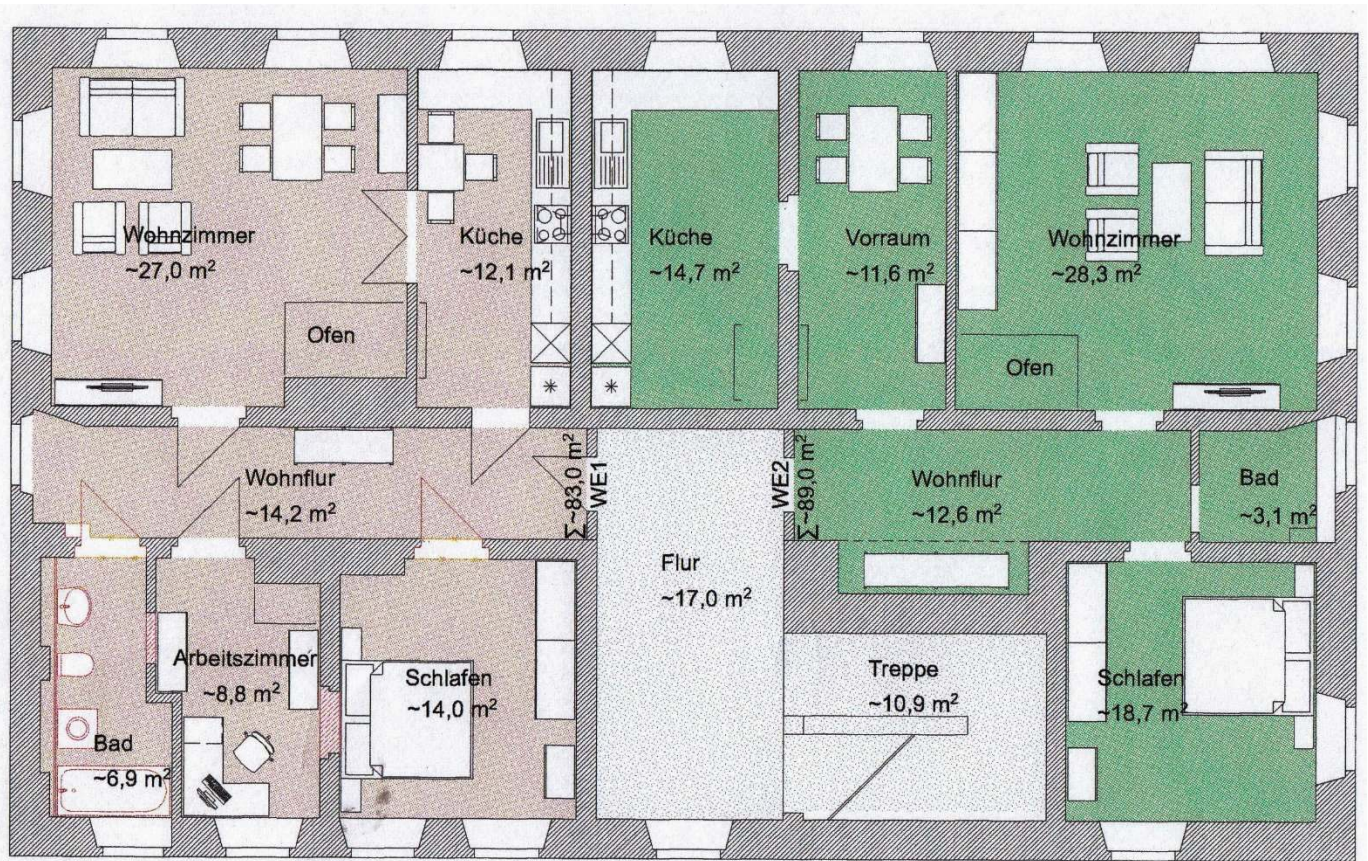 Wohnzimmer
~27,0 m²
Ofen
Küche
~12,1 m²
Küche
~14,7 m²
Vorraum
~11,6 m²
Wohnzimmer
~28,3 m²
Ofen
Wohnflur
~14,2 m²
∑~83,0 m²
WE1
WE2
∑~89,0 m²
Wohnflur
~12,6 m²
Bad
~3,1 m²
Flur
~17,0 m²
Bad
~6,9 m²
Arbeitszimmer
~8,8 m²
Schlafen
~14,0 m²
Treppe
~10,9 m²
Schlafen
~18,7 m²